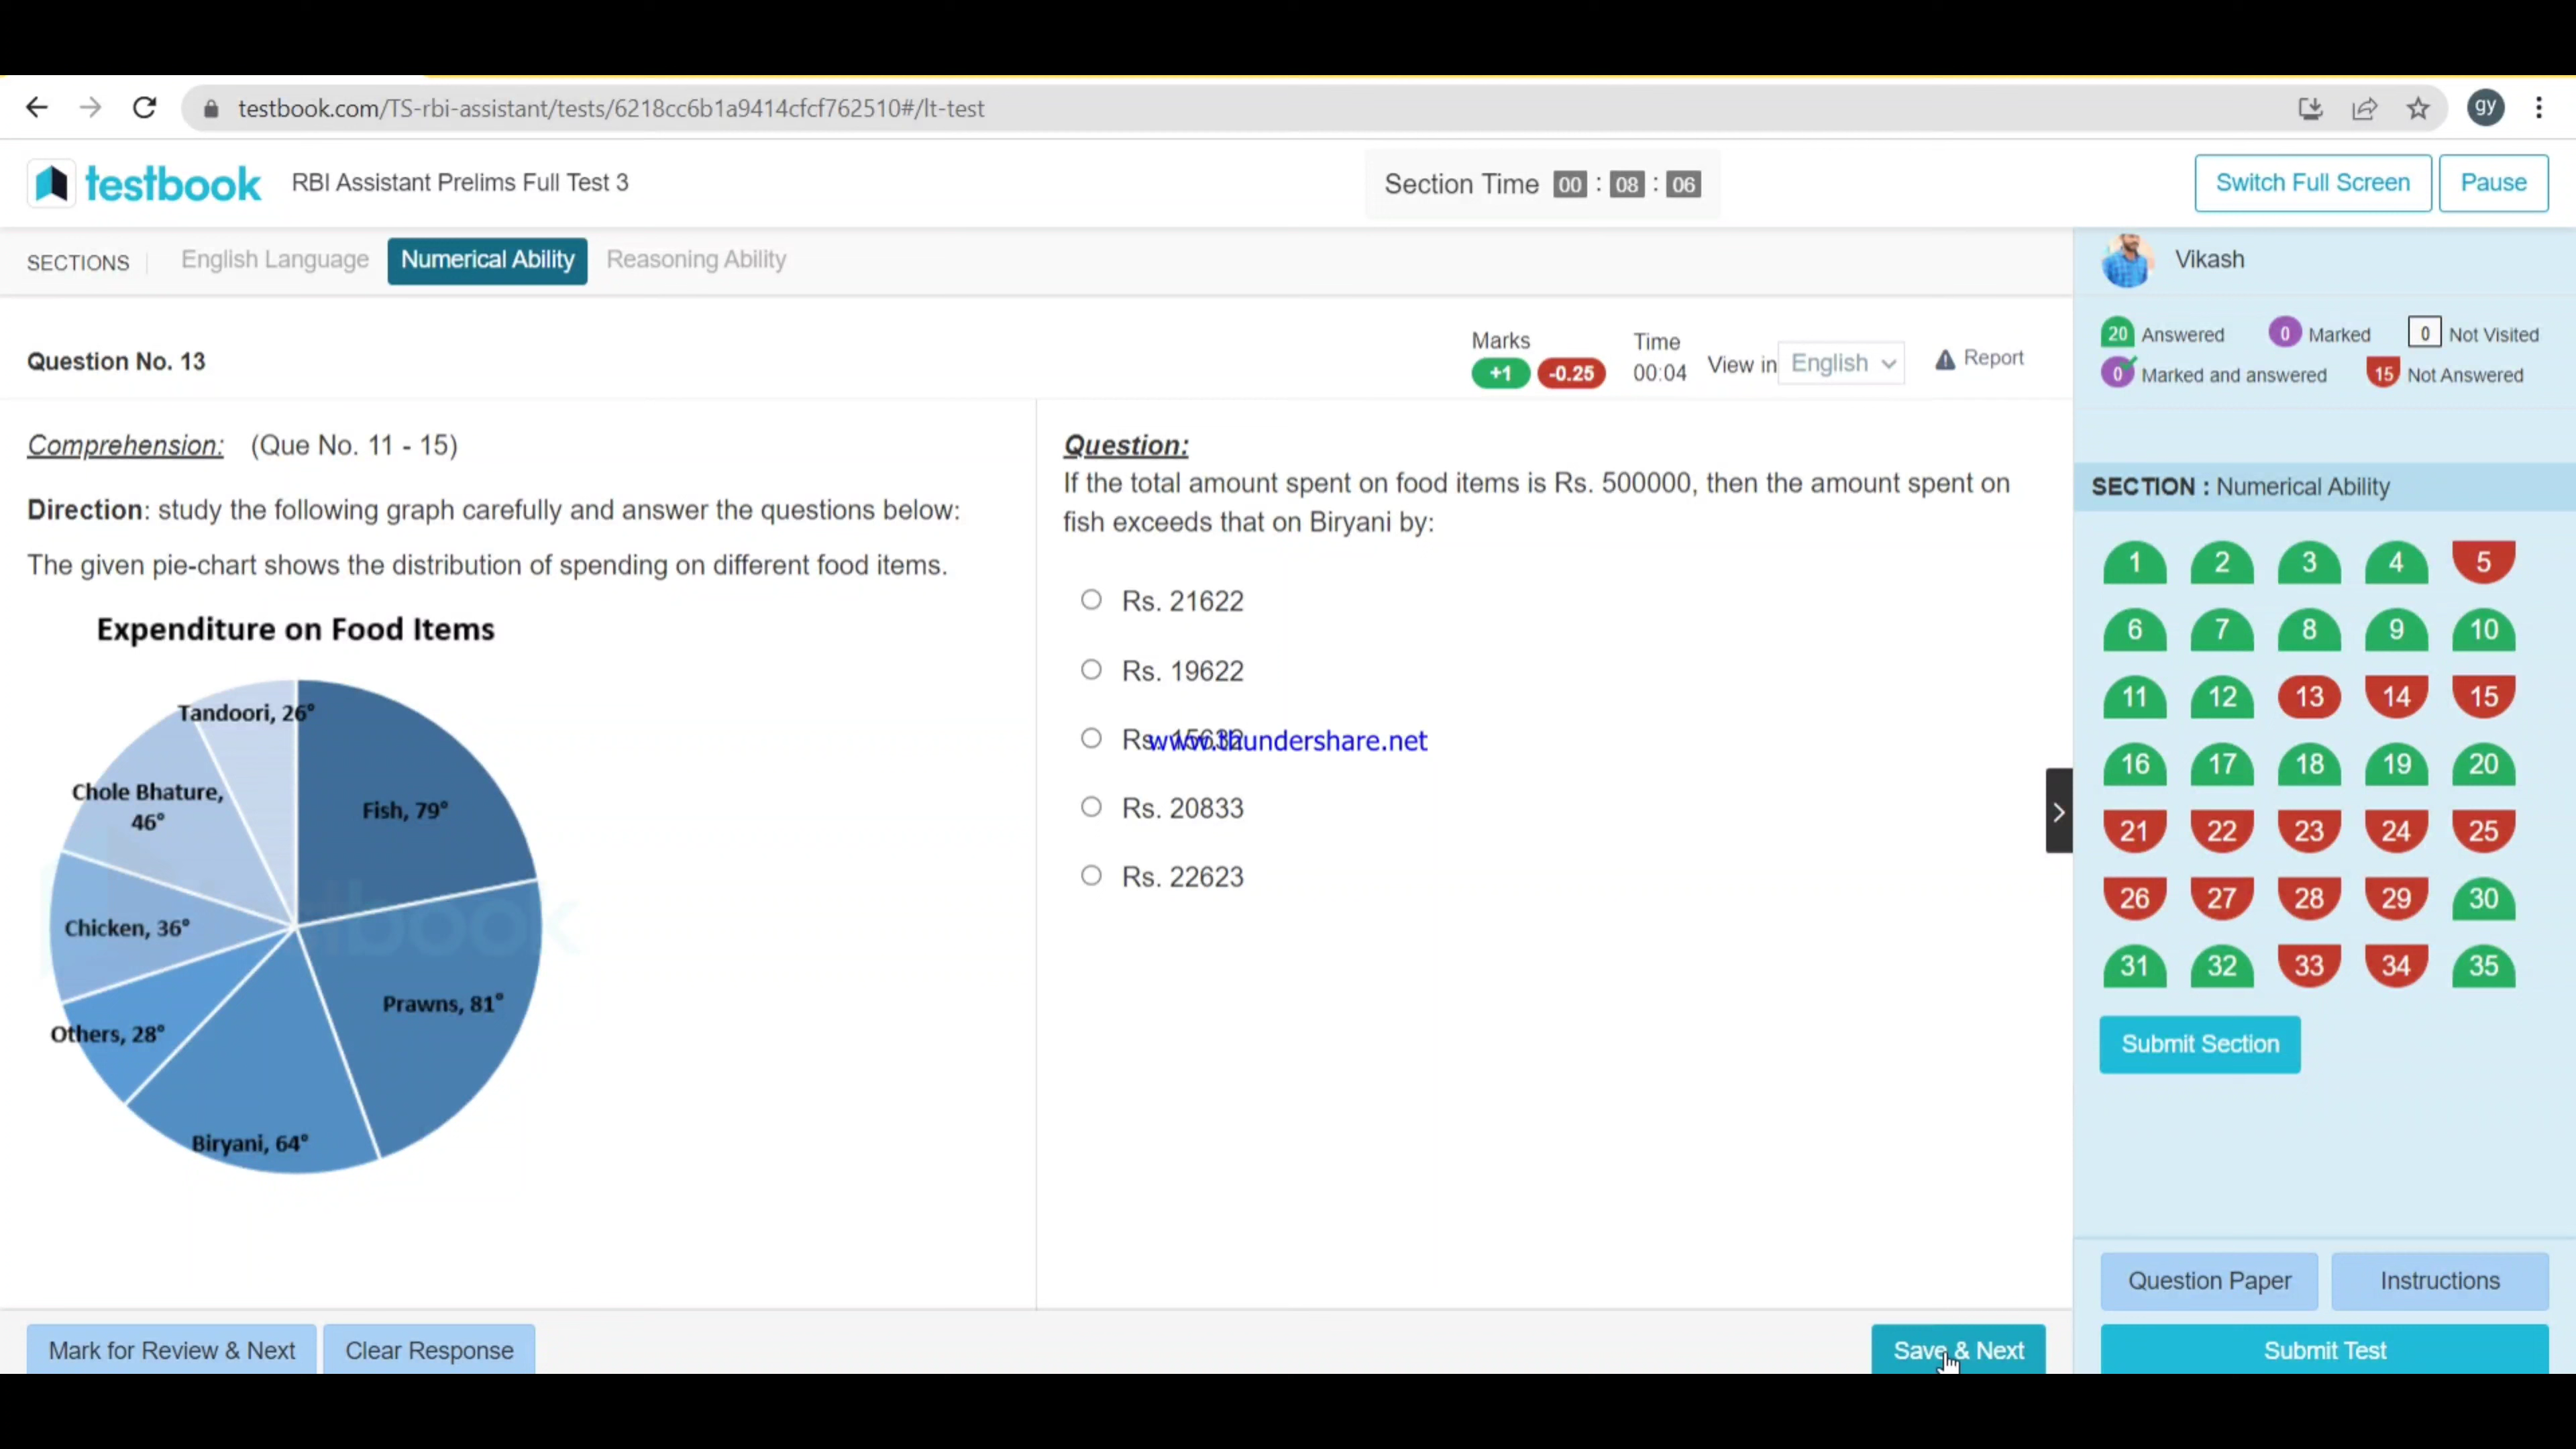 testbook.com/TS-rbi-assistant/tests/6218cc6b1a9414cfcf762510#/lt-test
gy
testbook
RBI Assistant Prelims Full Test 3
Section Time 00 : 08 : 06
Switch Full Screen
Pause
SECTIONS
English Language
Numerical Ability
Reasoning Ability
Vikash
20 Answered
0 Marked
0 Not Visited
0 Marked and answered
15 Not Answered
Question No. 13
Marks
+1 -0.25
Time
00:04
View in English
Report
Comprehension: (Que No. 11 - 15)
Direction: study the following graph carefully and answer the questions below:
The given pie-chart shows the distribution of spending on different food items.
Expenditure on Food Items
Tandoori, 26°
Chole Bhature,
46°
Fish, 79°
Chicken, 36°
Prawns, 81°
Others, 28°
Biryani, 64°
Question:
If the total amount spent on food items is Rs. 500000, then the amount spent on
fish exceeds that on Biryani by:
Rs. 21622
Rs. 19622
Rs. 15632
www.thundershare.net
Rs. 20833
Rs. 22623
SECTION : Numerical Ability
1 2 3 4 5
6 7 8 9 10
11 12 13 14 15
16 17 18 19 20
21 22 23 24 25
26 27 28 29 30
31 32 33 34 35
Submit Section
Question Paper
Instructions
Mark for Review & Next
Clear Response
Save & Next
Submit Test